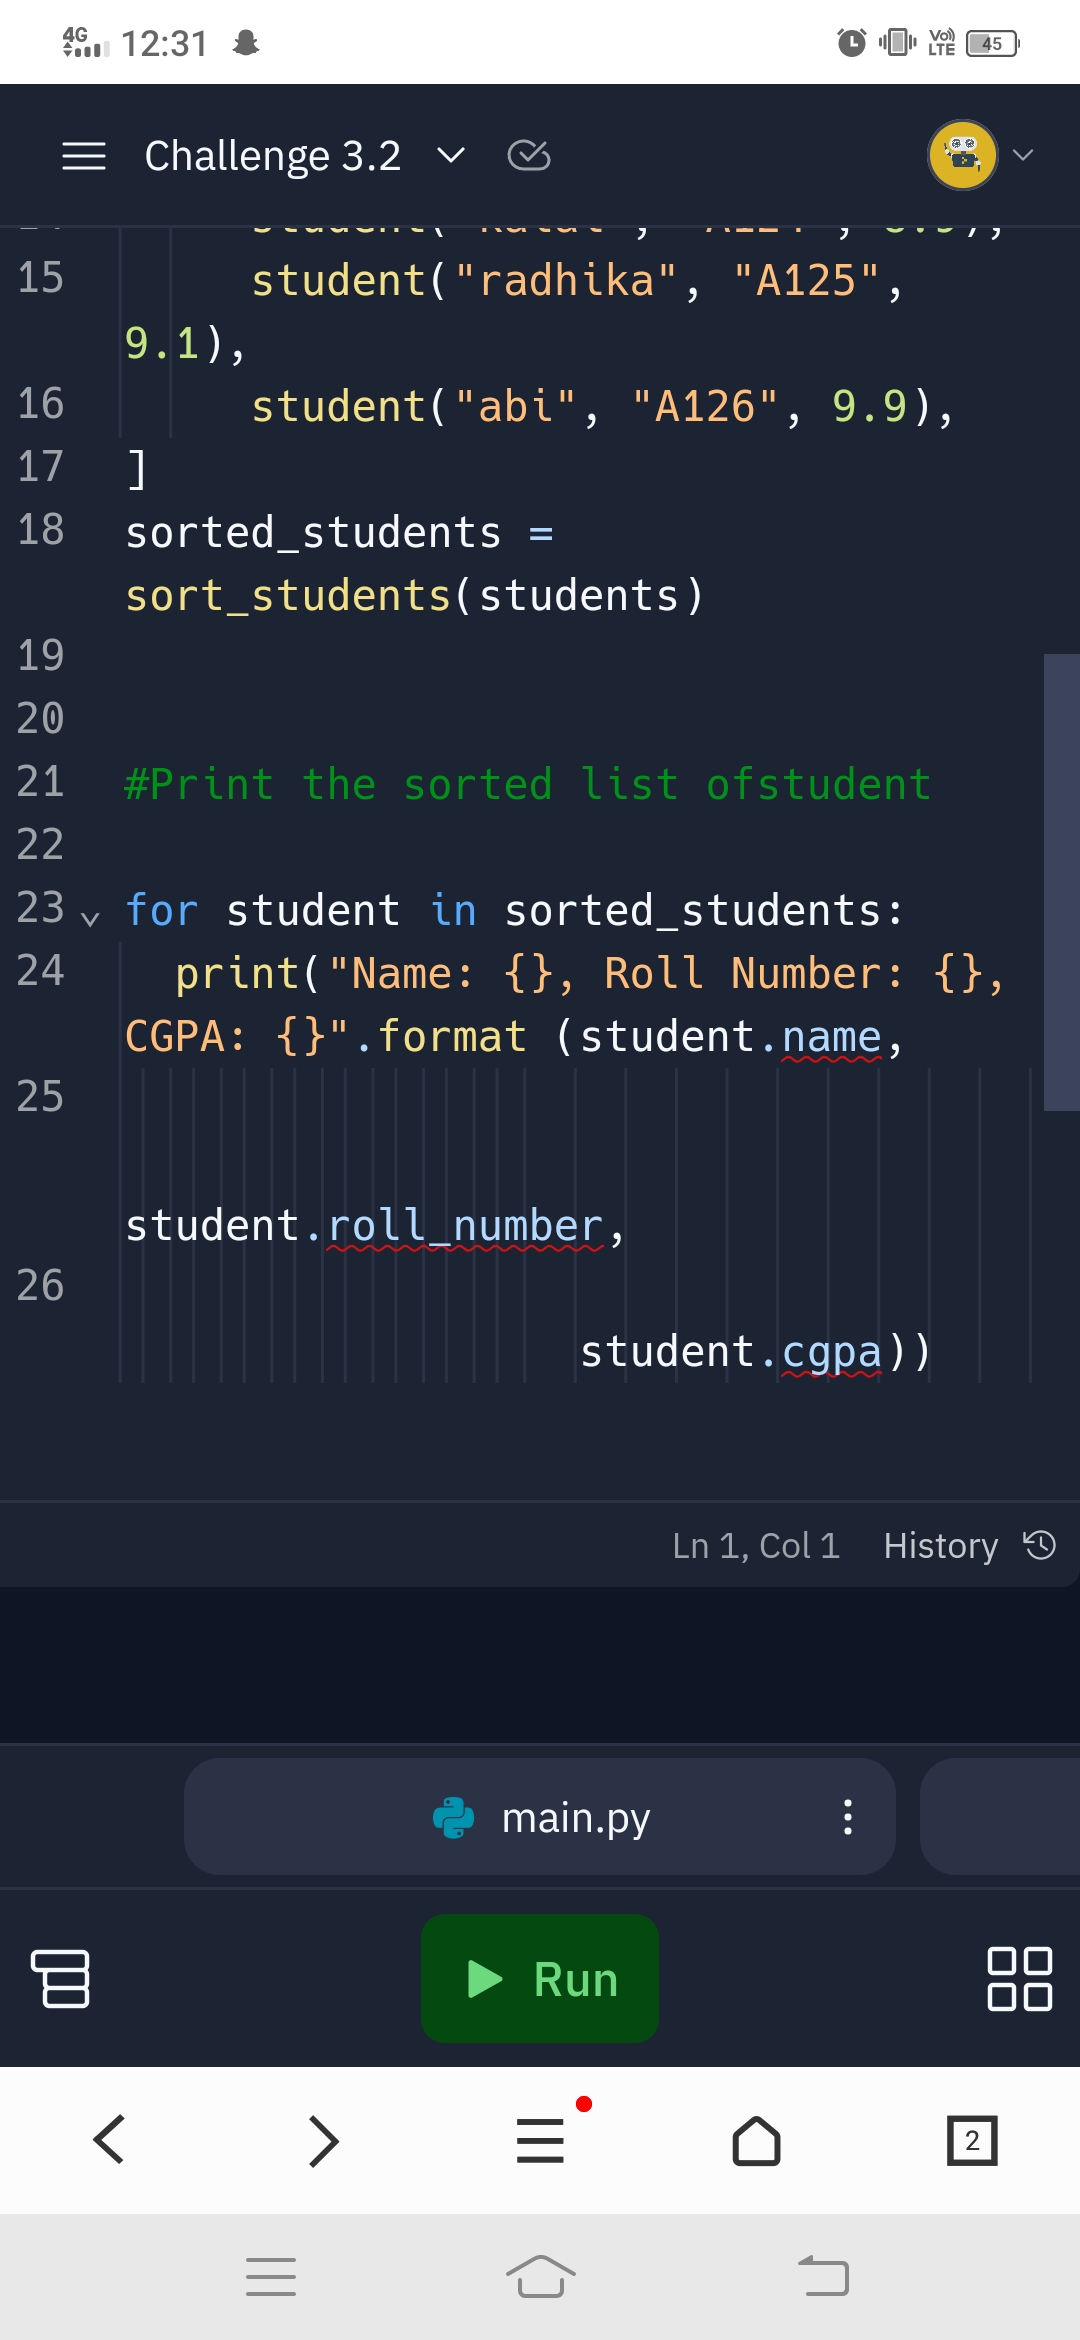 4G 12:31 Vo) LTE 45
Challenge 3.2
15 student("radhika", "A125",
9.1),
16 student("abi", "A126", 9.9),
17 ]
18 sorted_students =
sort_students(students)
19
20
21 #Print the sorted list ofstudent
22
23 for student in sorted_students:
24 print("Name: {}, Roll Number: {},
CGPA: {}".format (student.name,
25
student.roll_number,
26
student.cgpa))
Ln 1, Col 1 History
main.py
Run
2